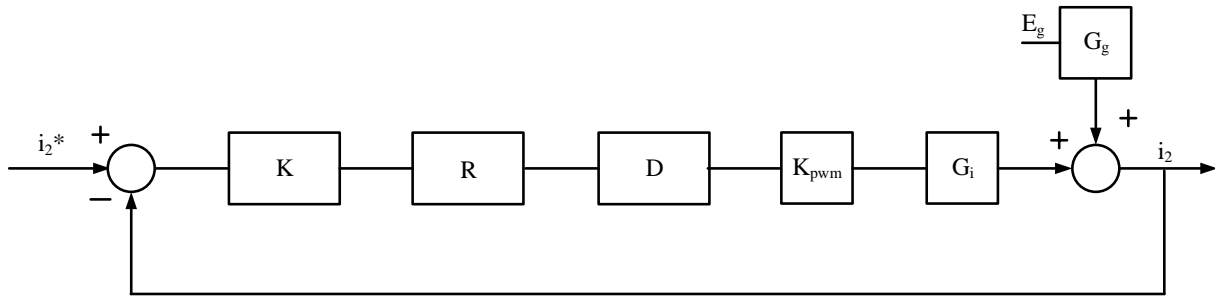 E_g
G_g
+
i_2* 
+
K
R
D
K_pwm
G_i
+
i_2
−